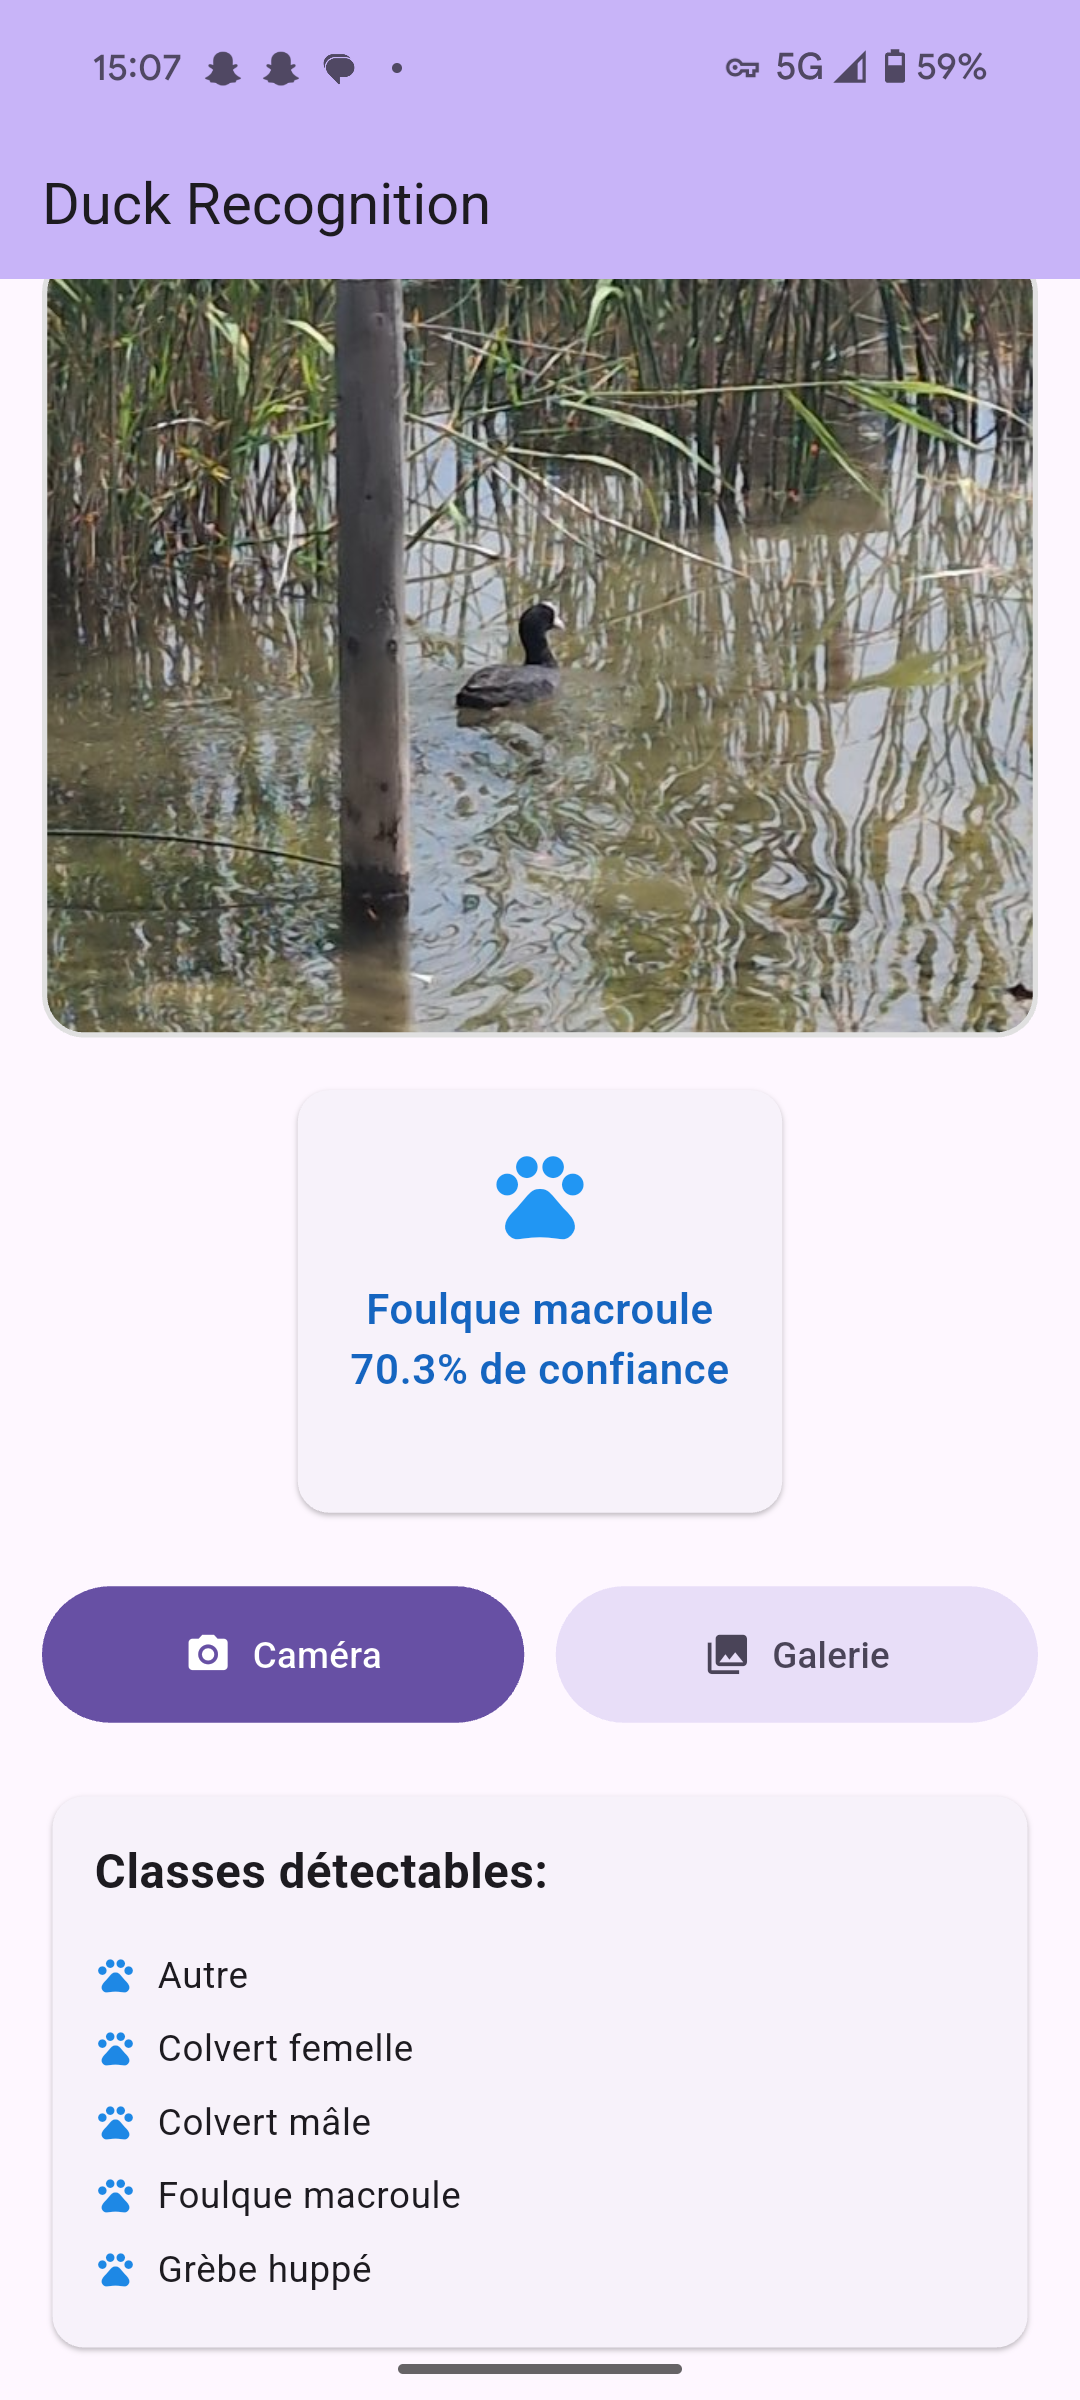 15:07 5G 59%
Duck Recognition
Foulque macroule
70.3% de confiance
Caméra Galerie
Classes détectables:
Autre
Colvert femelle
Colvert mâle
Foulque macroule
Grèbe huppé